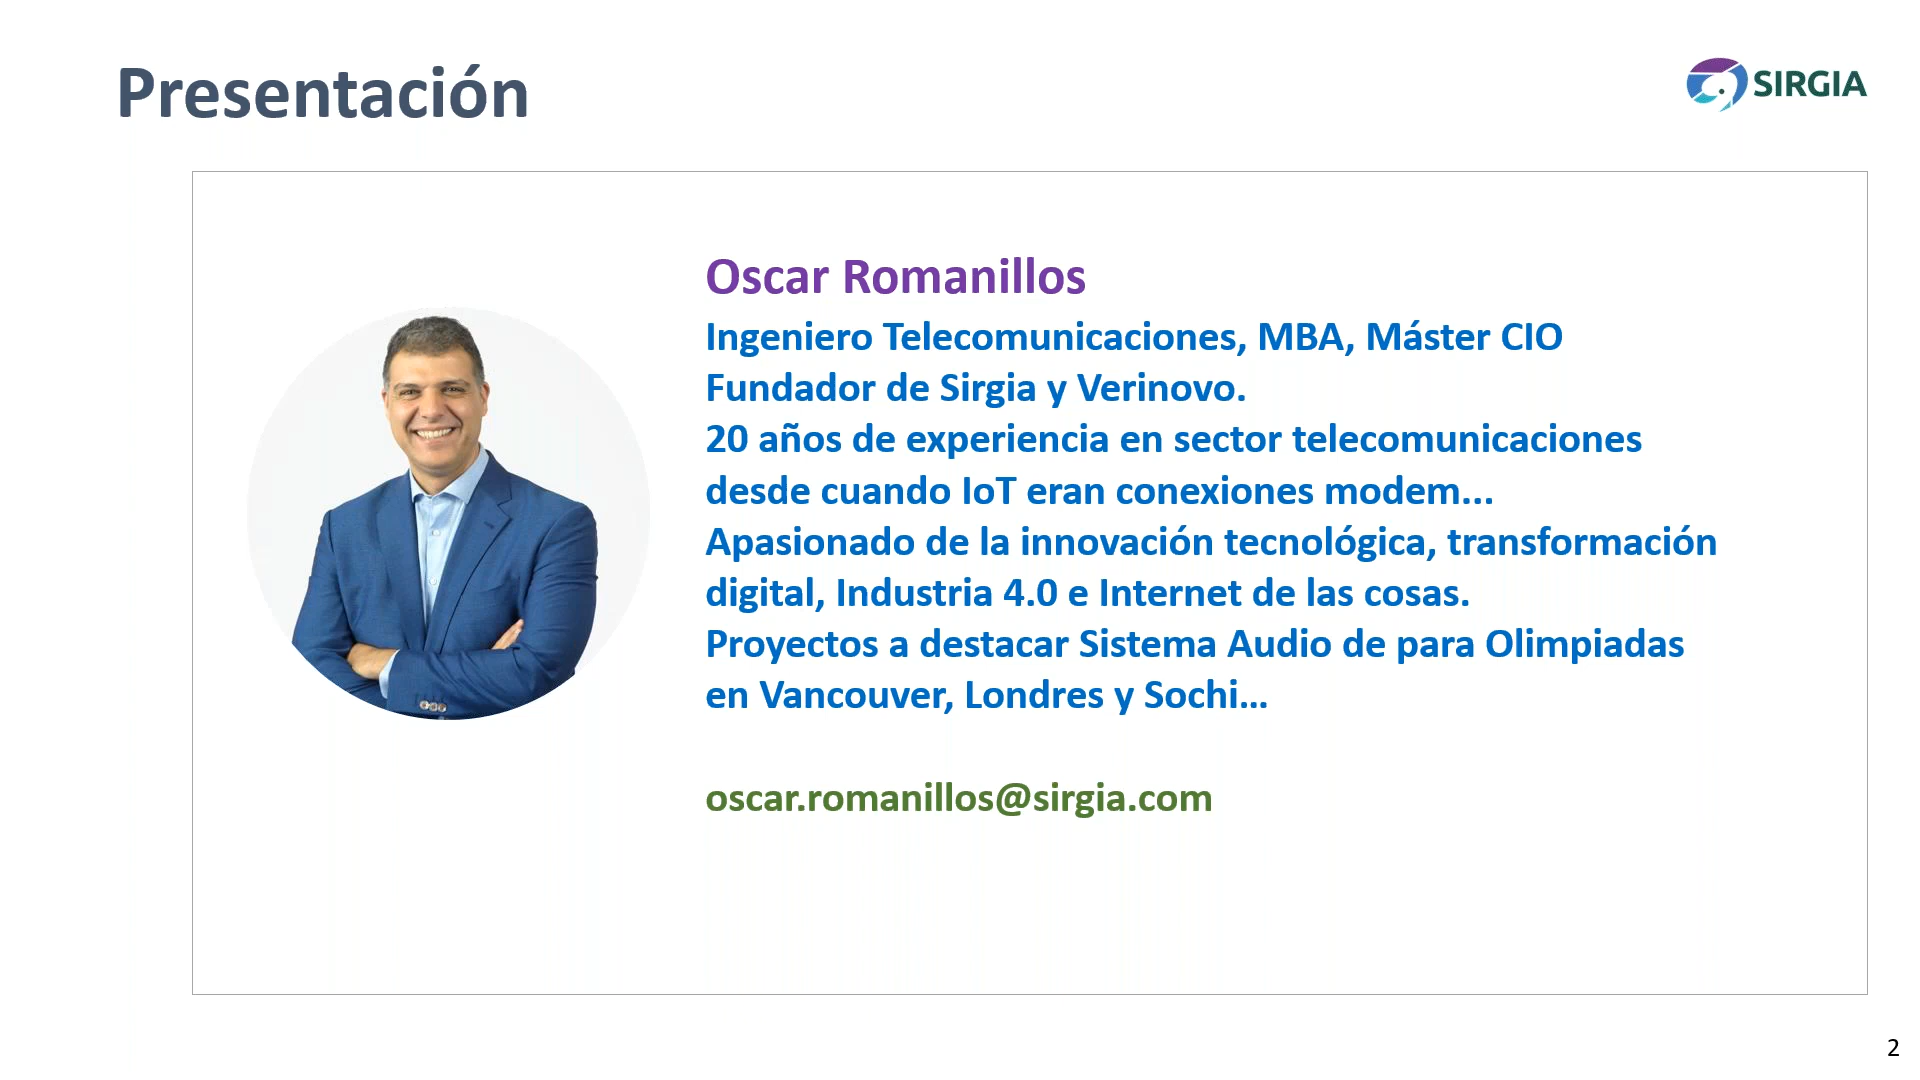 Presentación
SIRGIA
Oscar Romanillos
Ingeniero Telecomunicaciones, MBA, Máster CIO
Fundador de Sirgia y Verinovo.
20 años de experiencia en sector telecomunicaciones
desde cuando IoT eran conexiones modem...
Apasionado de la innovación tecnológica, transformación
digital, Industria 4.0 e Internet de las cosas.
Proyectos a destacar Sistema Audio de para Olimpiadas
en Vancouver, Londres y Sochi…
oscar.romanillos@sirgia.com
2